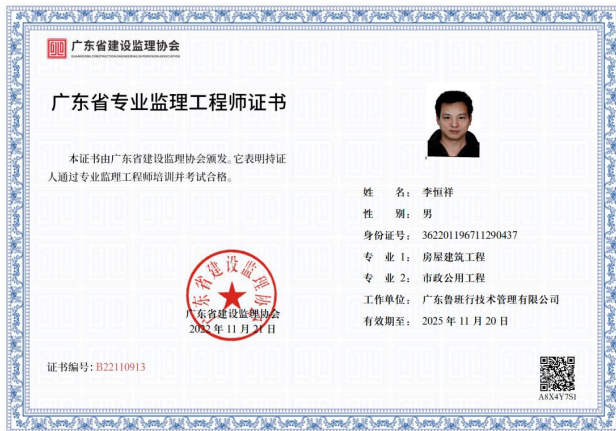 广东省建设监理协会
GUANGDONG CONSTRUCTION ENGINEERING SUPERVISION ASSOCIATION
广东省专业监理工程师证书
本证书由广东省建设监理协会颁发。它表明持证
人通过专业监理工程师培训并考试合格。
姓 名： 李恒祥
性 别： 男
身份证号： 362201196711290437
专 业 1： 房屋建筑工程
专 业 2： 市政公用工程
工作单位： 广东鲁班行技术管理有限公司
有效期至： 2025 年 11 月 20 日
广东省建设监理协会
广东省建设监理协会
2022 年 11 月 21 日
证书编号：B22110913
A8X4Y7S1